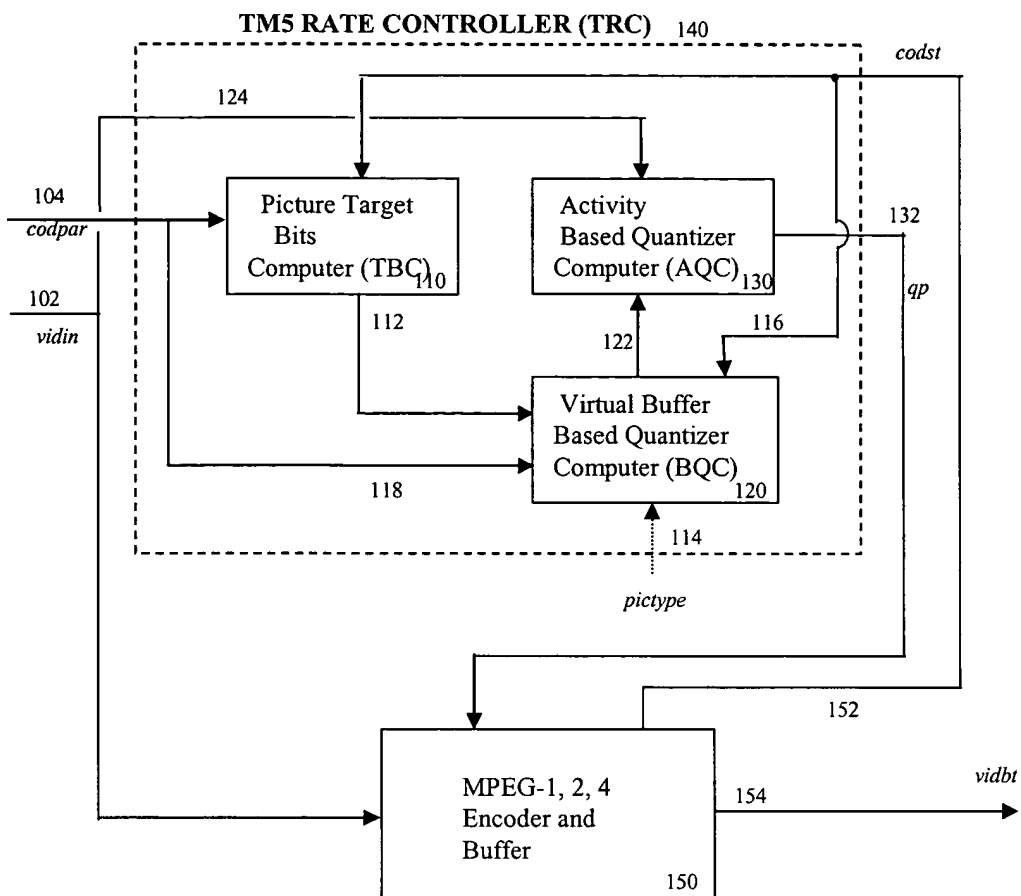 TM5 RATE CONTROLLER (TRC) 140
codst
124
104
codpar
Picture Target
Bits
Computer (TBC)
110
Activity
Based Quantizer
Computer (AQC)
130
132
qp
102
vidin
112
122
116
Virtual Buffer
Based Quantizer
Computer (BQC)
120
118
114
pictype
152
MPEG-1, 2, 4
Encoder and
Buffer
150
154
vidbt